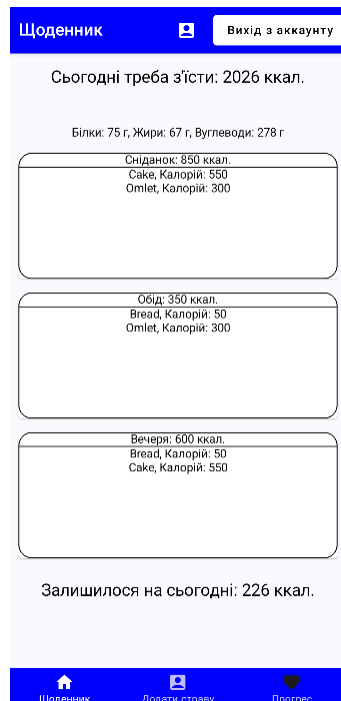 Щоденник
Вихід з аккаунту
Сьогодні треба з'їсти: 2026 ккал.
Білки: 75 г, Жири: 67 г, Вуглеводи: 278 г
Сніданок: 850 ккал.
Cake, Калорій: 550
Omlet, Калорій: 300
Обід: 350 ккал.
Bread, Калорій: 50
Omlet, Калорій: 300
Вечеря: 600 ккал.
Bread, Калорій: 50
Cake, Калорій: 550
Залишилося на сьогодні: 226 ккал.
Щоденник
Додати страву
Прогрес